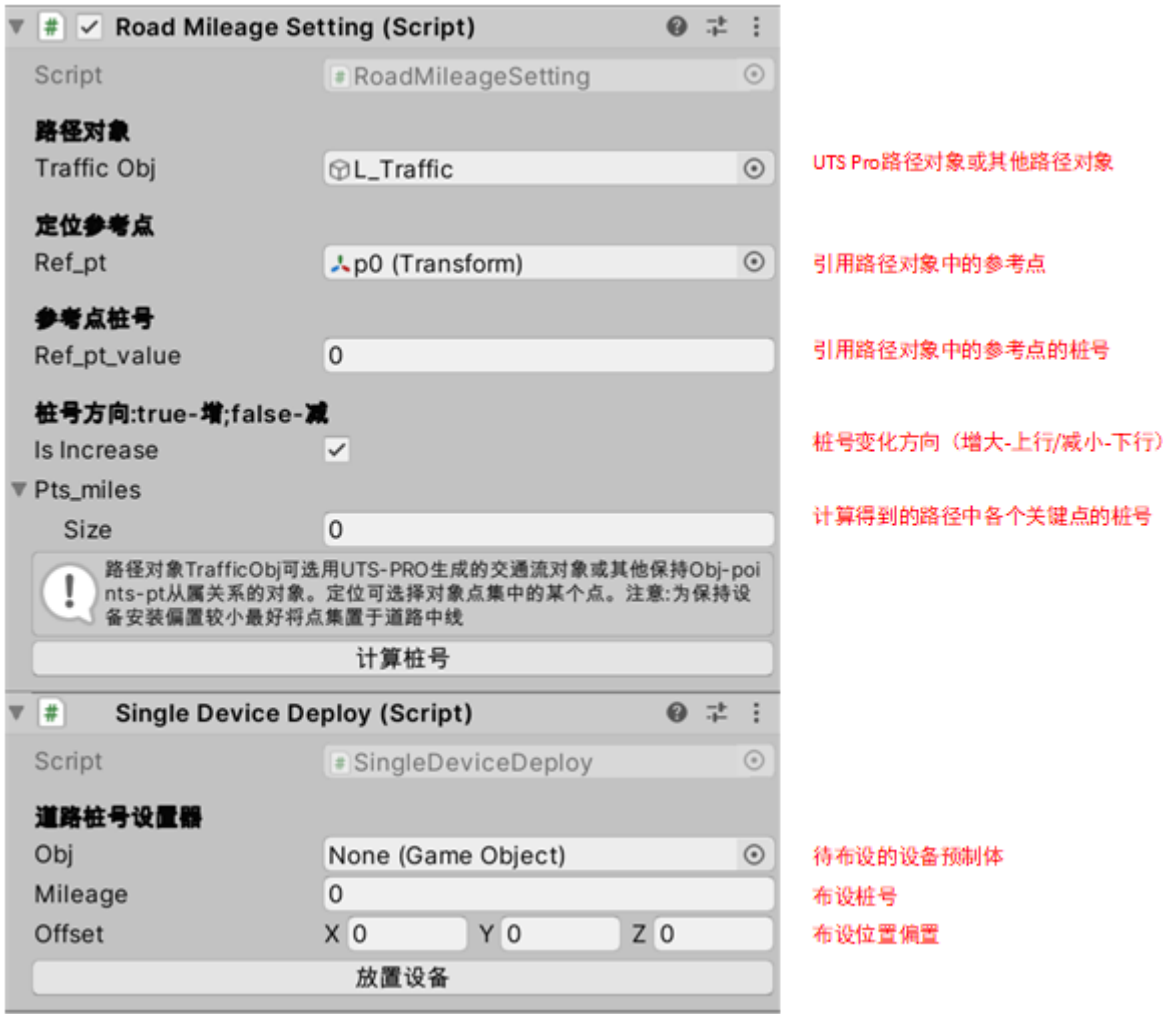 Road Mileage Setting (Script)
Script RoadMileageSetting
路径对象
Traffic Obj L_Traffic UTS Pro路径对象或其他路径对象
定位参考点
Ref_pt p0 (Transform) 引用路径对象中的参考点
参考点桩号
Ref_pt_value 0 引用路径对象中的参考点的桩号
桩号方向:true-增;false-减
Is Increase 桩号变化方向（增大-上行/减小-下行）
Pts_miles
Size 0 计算得到的路径中各个关键点的桩号
路径对象TrafficObj可选用UTS-PRO生成的交通流对象或其他保持Obj-poi
nts-pt从属关系的对象。定位可选择对象点集中的某个点。注意:为保持设
备安装偏置较小最好将点集置于道路中线
计算桩号
Single Device Deploy (Script)
Script SingleDeviceDeploy
道路桩号设置器
Obj None (Game Object) 待布设的设备预制体
Mileage 0 布设桩号
Offset X 0 Y 0 Z 0 布设位置偏置
放置设备